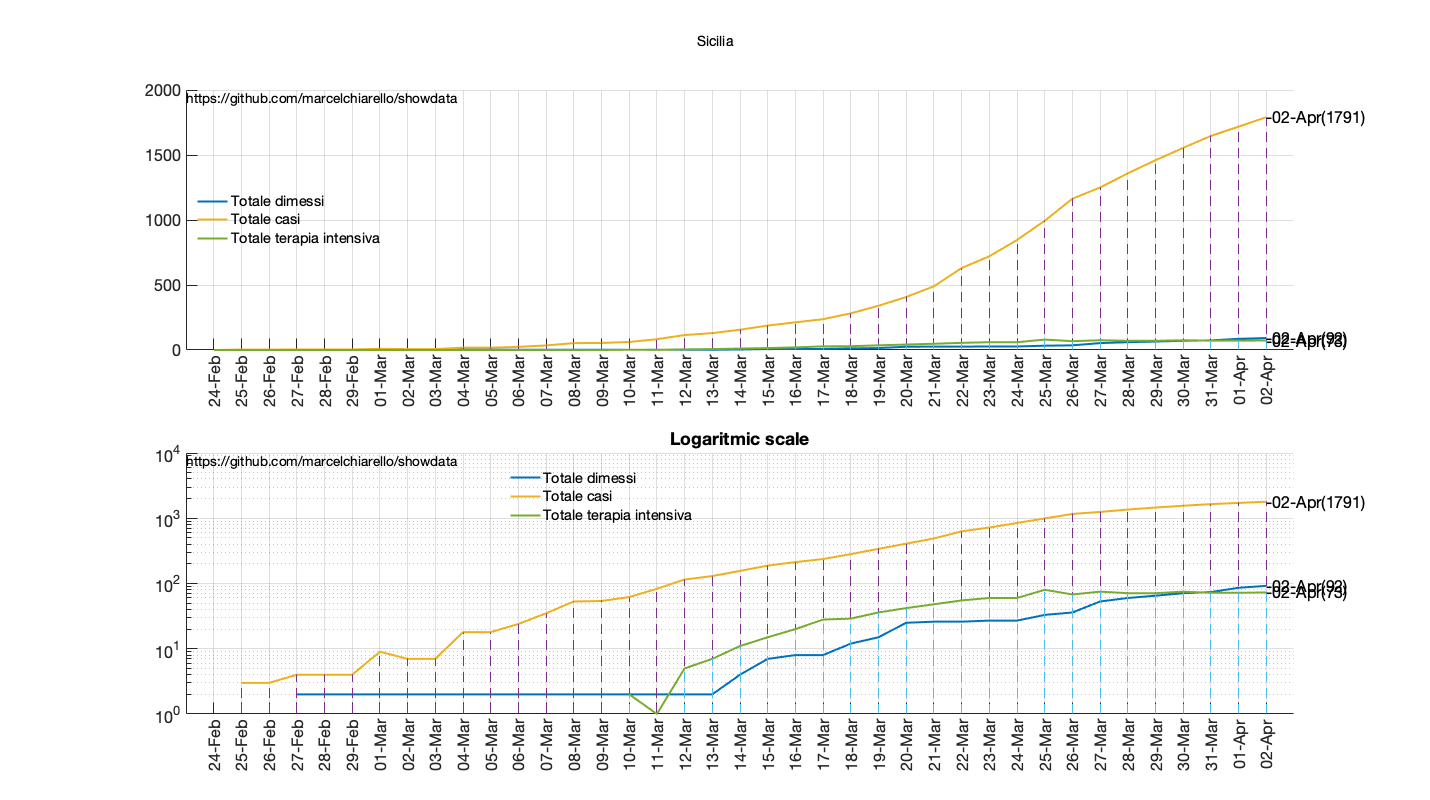 Sicilia
2000
1500
1000
500
0
https://github.com/marcelchiarello/showdata
Totale dimessi
Totale casi
Totale terapia intensiva
-02-Apr(1791)
-02-Apr(92)
-02-Apr(73)
24-Feb
25-Feb
26-Feb
27-Feb
28-Feb
29-Feb
01-Mar
02-Mar
03-Mar
04-Mar
05-Mar
06-Mar
07-Mar
08-Mar
09-Mar
10-Mar
11-Mar
12-Mar
13-Mar
14-Mar
15-Mar
16-Mar
17-Mar
18-Mar
19-Mar
20-Mar
21-Mar
22-Mar
23-Mar
24-Mar
25-Mar
26-Mar
27-Mar
28-Mar
29-Mar
30-Mar
31-Mar
01-Apr
02-Apr
Logaritmic scale
10^4
10^3
10^2
10^1
10^0
https://github.com/marcelchiarello/showdata
Totale dimessi
Totale casi
Totale terapia intensiva
-02-Apr(1791)
-02-Apr(92)
-02-Apr(73)
24-Feb
25-Feb
26-Feb
27-Feb
28-Feb
29-Feb
01-Mar
02-Mar
03-Mar
04-Mar
05-Mar
06-Mar
07-Mar
08-Mar
09-Mar
10-Mar
11-Mar
12-Mar
13-Mar
14-Mar
15-Mar
16-Mar
17-Mar
18-Mar
19-Mar
20-Mar
21-Mar
22-Mar
23-Mar
24-Mar
25-Mar
26-Mar
27-Mar
28-Mar
29-Mar
30-Mar
31-Mar
01-Apr
02-Apr